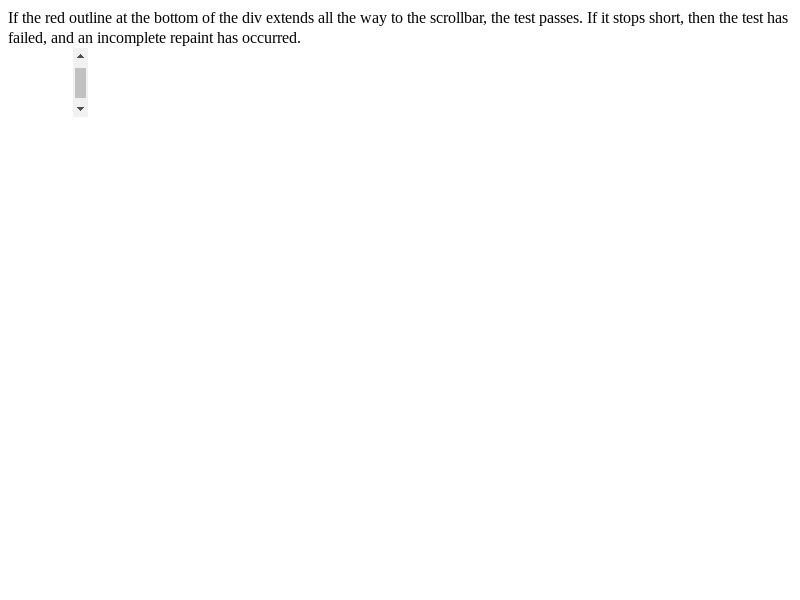 If the red outline at the bottom of the div extends all the way to the scrollbar, the test passes. If it stops short, then the test has
failed, and an incomplete repaint has occurred.